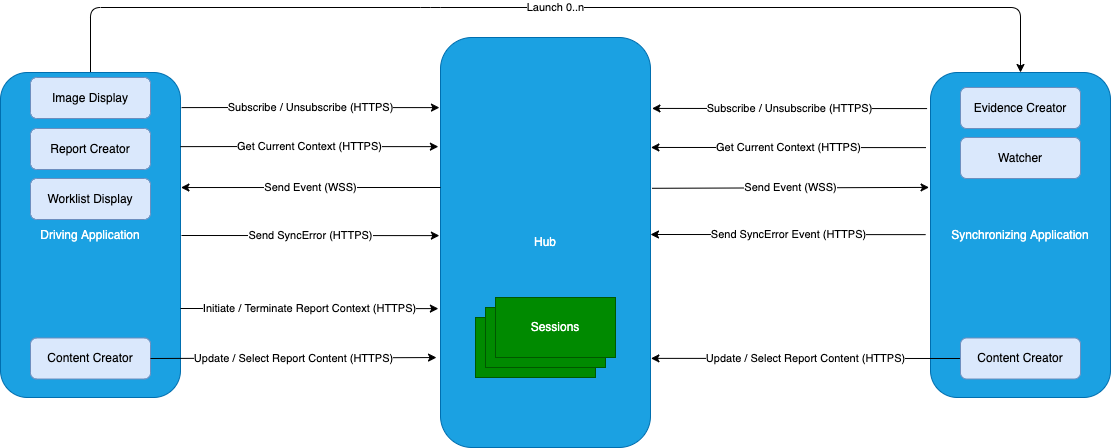 Launch 0..n
Image Display
Report Creator
Worklist Display
Driving Application
Content Creator
Subscribe / Unsubscribe (HTTPS)
Get Current Context (HTTPS)
Send Event (WSS)
Send SyncError (HTTPS)
Initiate / Terminate Report Context (HTTPS)
Update / Select Report Content (HTTPS)
Hub
Sessions
Subscribe / Unsubscribe (HTTPS)
Get Current Context (HTTPS)
Send Event (WSS)
Send SyncError Event (HTTPS)
Update / Select Report Content (HTTPS)
Evidence Creator
Watcher
Synchronizing Application
Content Creator